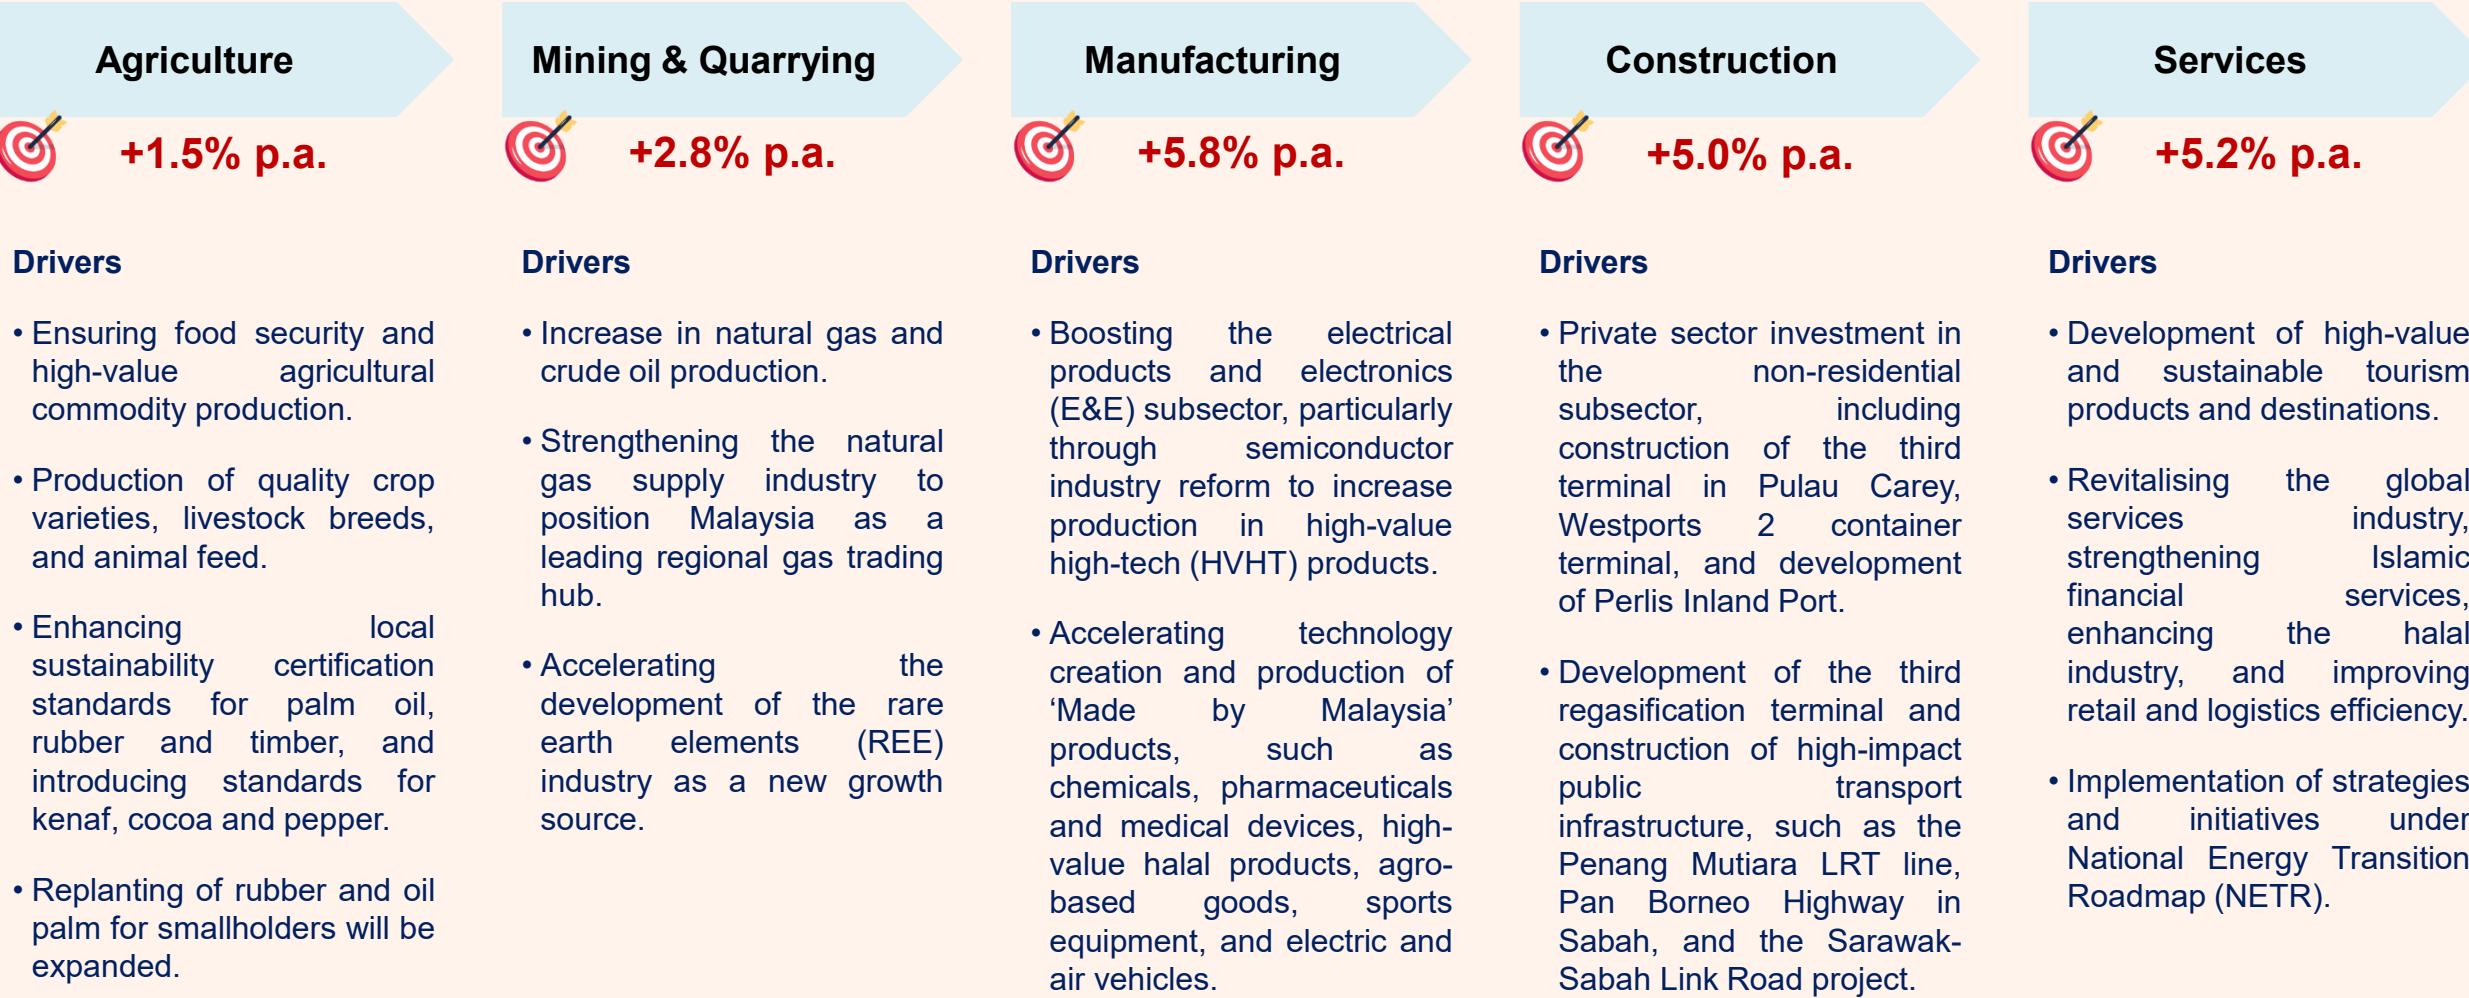 Agriculture
+1.5% p.a.
Drivers
• Ensuring food security and
high-value agricultural
commodity production.
• Production of quality crop
varieties, livestock breeds,
and animal feed.
• Enhancing local
sustainability certification
standards for palm oil,
rubber and timber, and
introducing standards for
kenaf, cocoa and pepper.
• Replanting of rubber and oil
palm for smallholders will be
expanded.
Mining & Quarrying
+2.8% p.a.
Drivers
• Increase in natural gas and
crude oil production.
• Strengthening the natural
gas supply industry to
position Malaysia as a
leading regional gas trading
hub.
• Accelerating the
development of the rare
earth elements (REE)
industry as a new growth
source.
Manufacturing
+5.8% p.a.
Drivers
• Boosting the electrical
products and electronics
(E&E) subsector, particularly
through semiconductor
industry reform to increase
production in high-value
high-tech (HVHT) products.
• Accelerating technology
creation and production of
‘Made by Malaysia’
products, such as
chemicals, pharmaceuticals
and medical devices, high-
value halal products, agro-
based goods, sports
equipment, and electric and
air vehicles.
Construction
+5.0% p.a.
Drivers
• Private sector investment in
the non-residential
subsector, including
construction of the third
terminal in Pulau Carey,
Westports 2 container
terminal, and development
of Perlis Inland Port.
• Development of the third
regasification terminal and
construction of high-impact
public transport
infrastructure, such as the
Penang Mutiara LRT line,
Pan Borneo Highway in
Sabah, and the Sarawak-
Sabah Link Road project.
Services
+5.2% p.a.
Drivers
• Development of high-value
and sustainable tourism
products and destinations.
• Revitalising the global
services industry,
strengthening Islamic
financial services,
enhancing the halal
industry, and improving
retail and logistics efficiency.
• Implementation of strategies
and initiatives under
National Energy Transition
Roadmap (NETR).